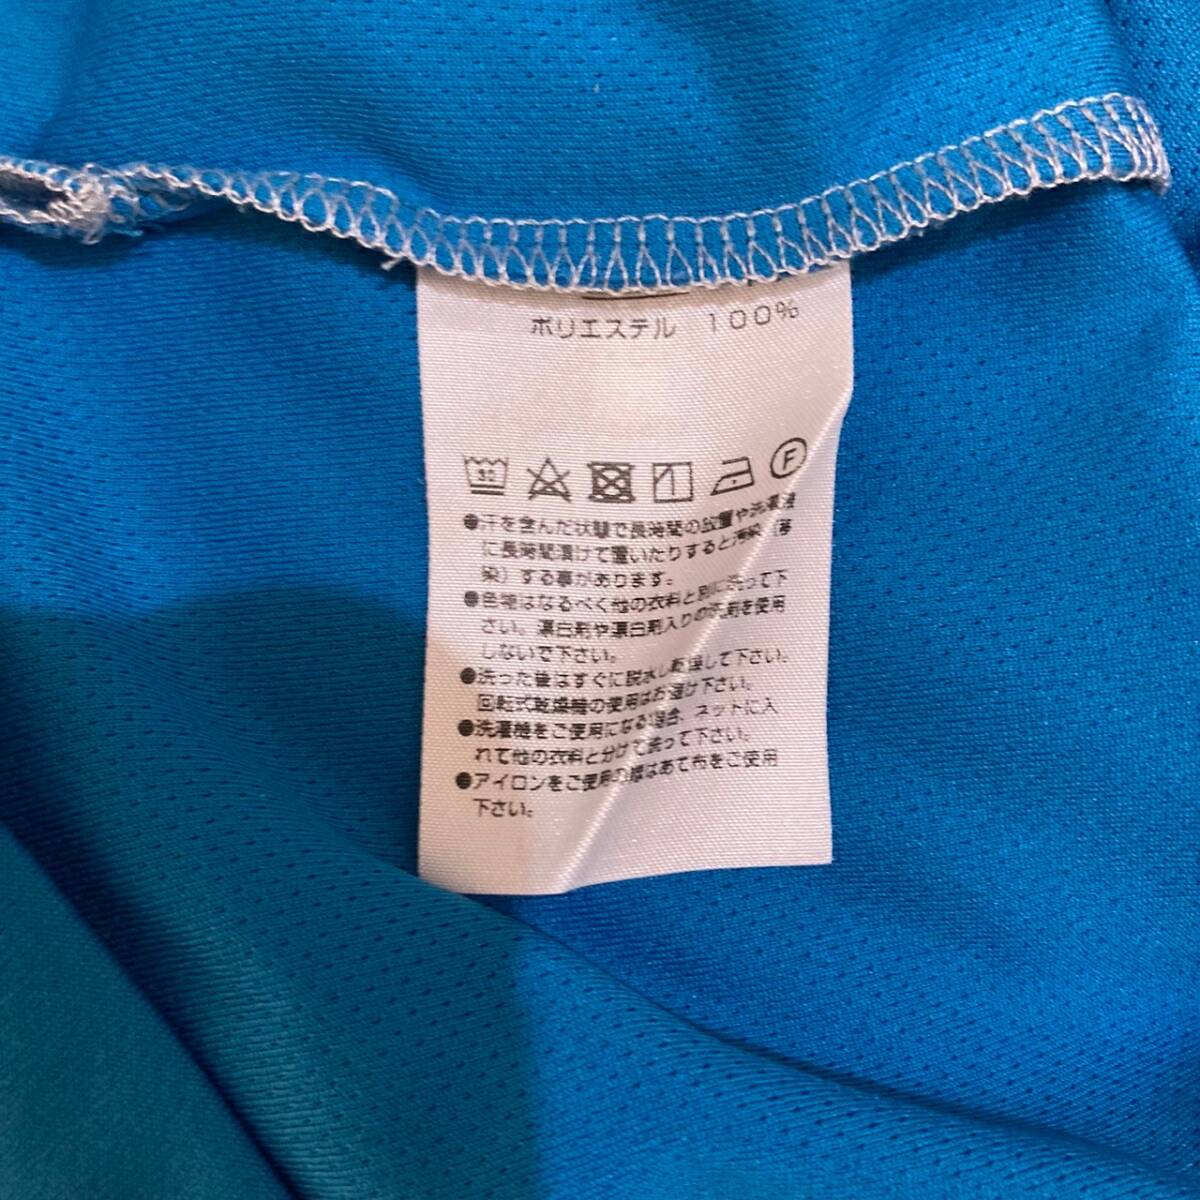 ポリエステル 100%
30
F
●汗を含んだ状態で長時間の放置や洗濯液
に長時間漬けて置いたりすると汚染（移
染）する事があります。
●色物はなるべく他の衣料と別に洗って下
さい。漂白剤や漂白剤入りの洗剤を使用
しないで下さい。
●洗った後はすぐに脱水し乾燥して下さい。
回転式乾燥機の使用はお避け下さい。
●洗濯機をご使用になる場合、ネットに入
れて他の衣料と分けて洗って下さい。
●アイロンをご使用の際はあて布をご使用
下さい。